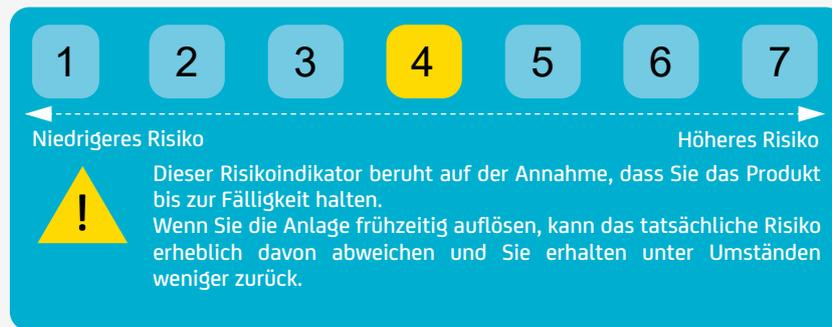 1 2 3 4 5 6 7
Niedrigeres Risiko Höheres Risiko
!
Dieser Risikoindikator beruht auf der Annahme, dass Sie das Produkt
bis zur Fälligkeit halten.
Wenn Sie die Anlage frühzeitig auflösen, kann das tatsächliche Risiko
erheblich davon abweichen und Sie erhalten unter Umständen
weniger zurück.